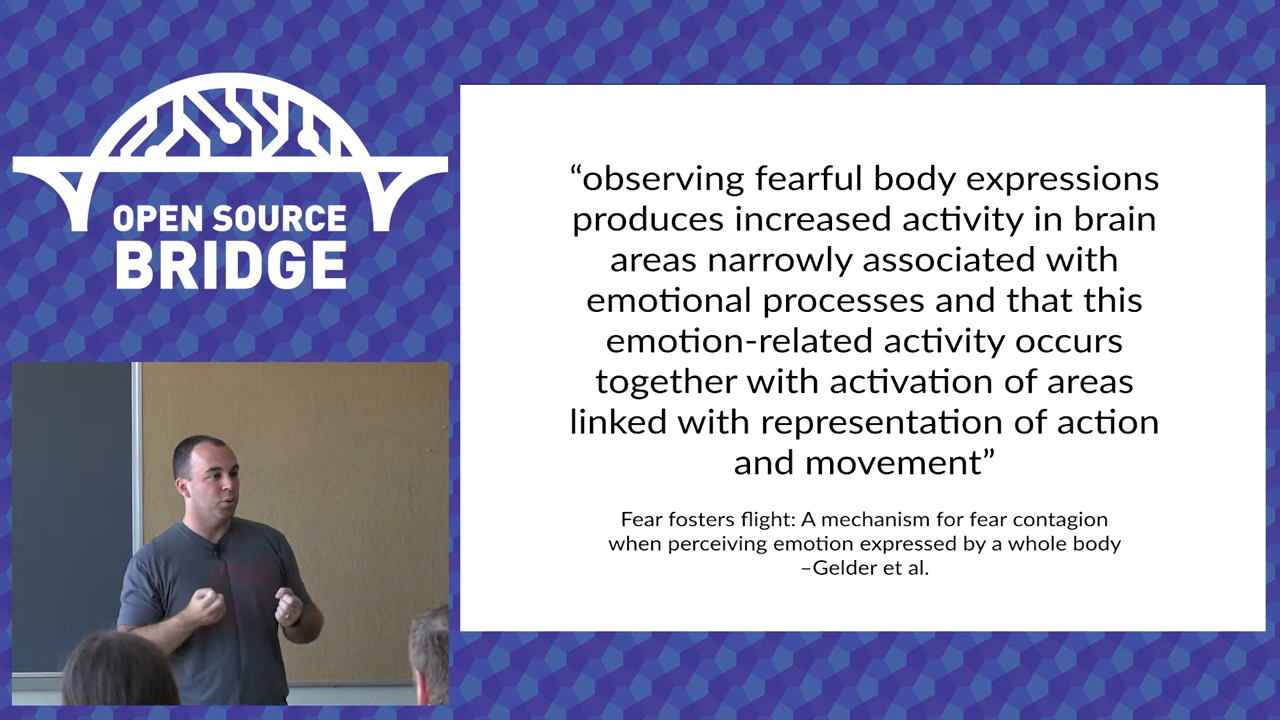 OPEN SOURCE
BRIDGE
“observing fearful body expressions
produces increased activity in brain
areas narrowly associated with
emotional processes and that this
emotion-related activity occurs
together with activation of areas
linked with representation of action
and movement”
Fear fosters flight: A mechanism for fear contagion
when perceiving emotion expressed by a whole body
–Gelder et al.